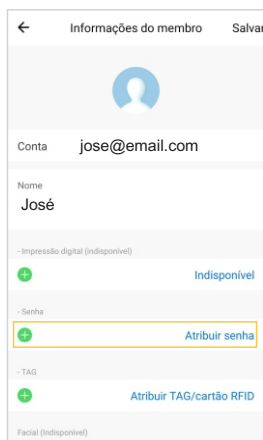 Informações do membro Salvar
Conta jose@email.com
Nome
José
- Impressão digital (indisponível)
Indisponível
- Senha
Atribuir senha
- TAG
Atribuir TAG/cartão RFID
Facial (Indisponível)